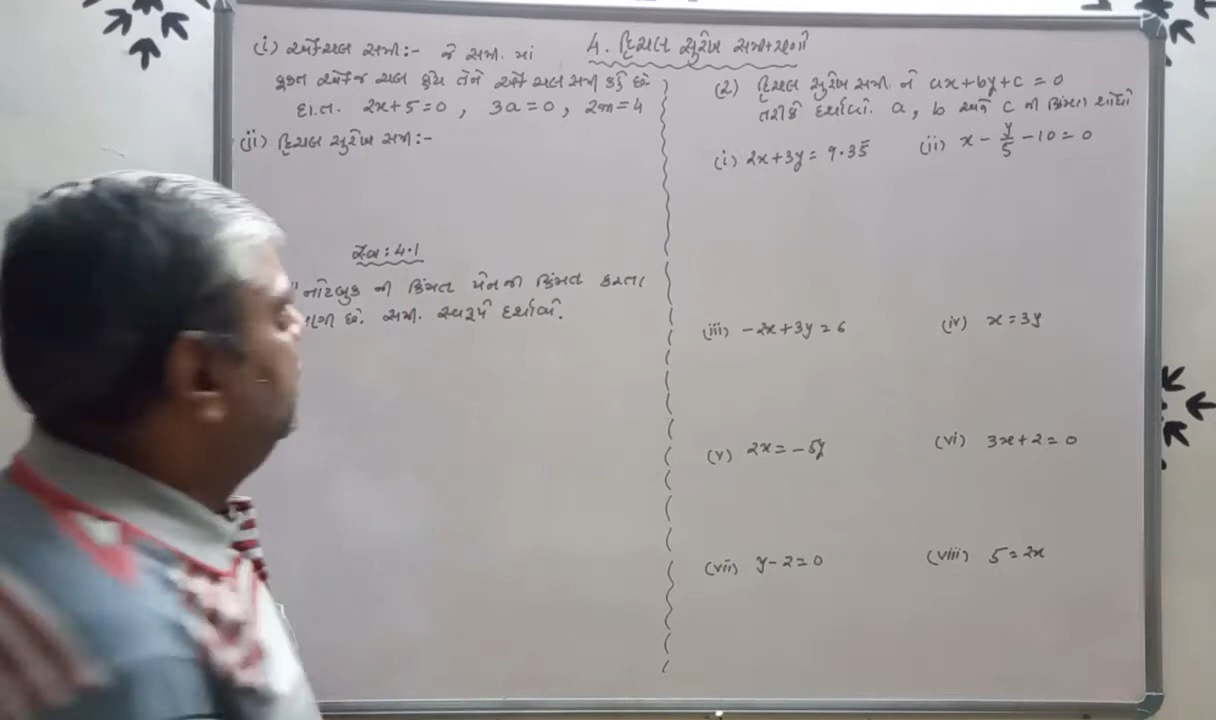 4. દ્વિચલ સુરેખ સમીકરણો
(i) એકચલ સમી.:- જે સમી. માં
ફક્ત એકજ ચલ હોય તેને એકચલ સમી કહે છે.
દા.ત. 2x+5=0 , 3a=0 , 2m=4
(ii) દ્વિચલ સુરેખ સમી:-
સ્વા: 4.1
"નોટબુક ની કિંમત પેનની કિંમત કરતા
ગણી છે. સમી. સ્વરૂપે દર્શાવો.
(2) દ્વિચલ સુરેખ સમી. ને ax+by+c=0
તરીકે દર્શાવો. a, b અને c ની કિંમત શોધો
(i) 2x+3y=9.35̅
(ii) x - y/5 - 10=0
(iii) -2x+3y=6
(iv) x=3y
(v) 2x=-5y
(vi) 3x+2=0
(vii) y-2=0
(viii) 5=2x